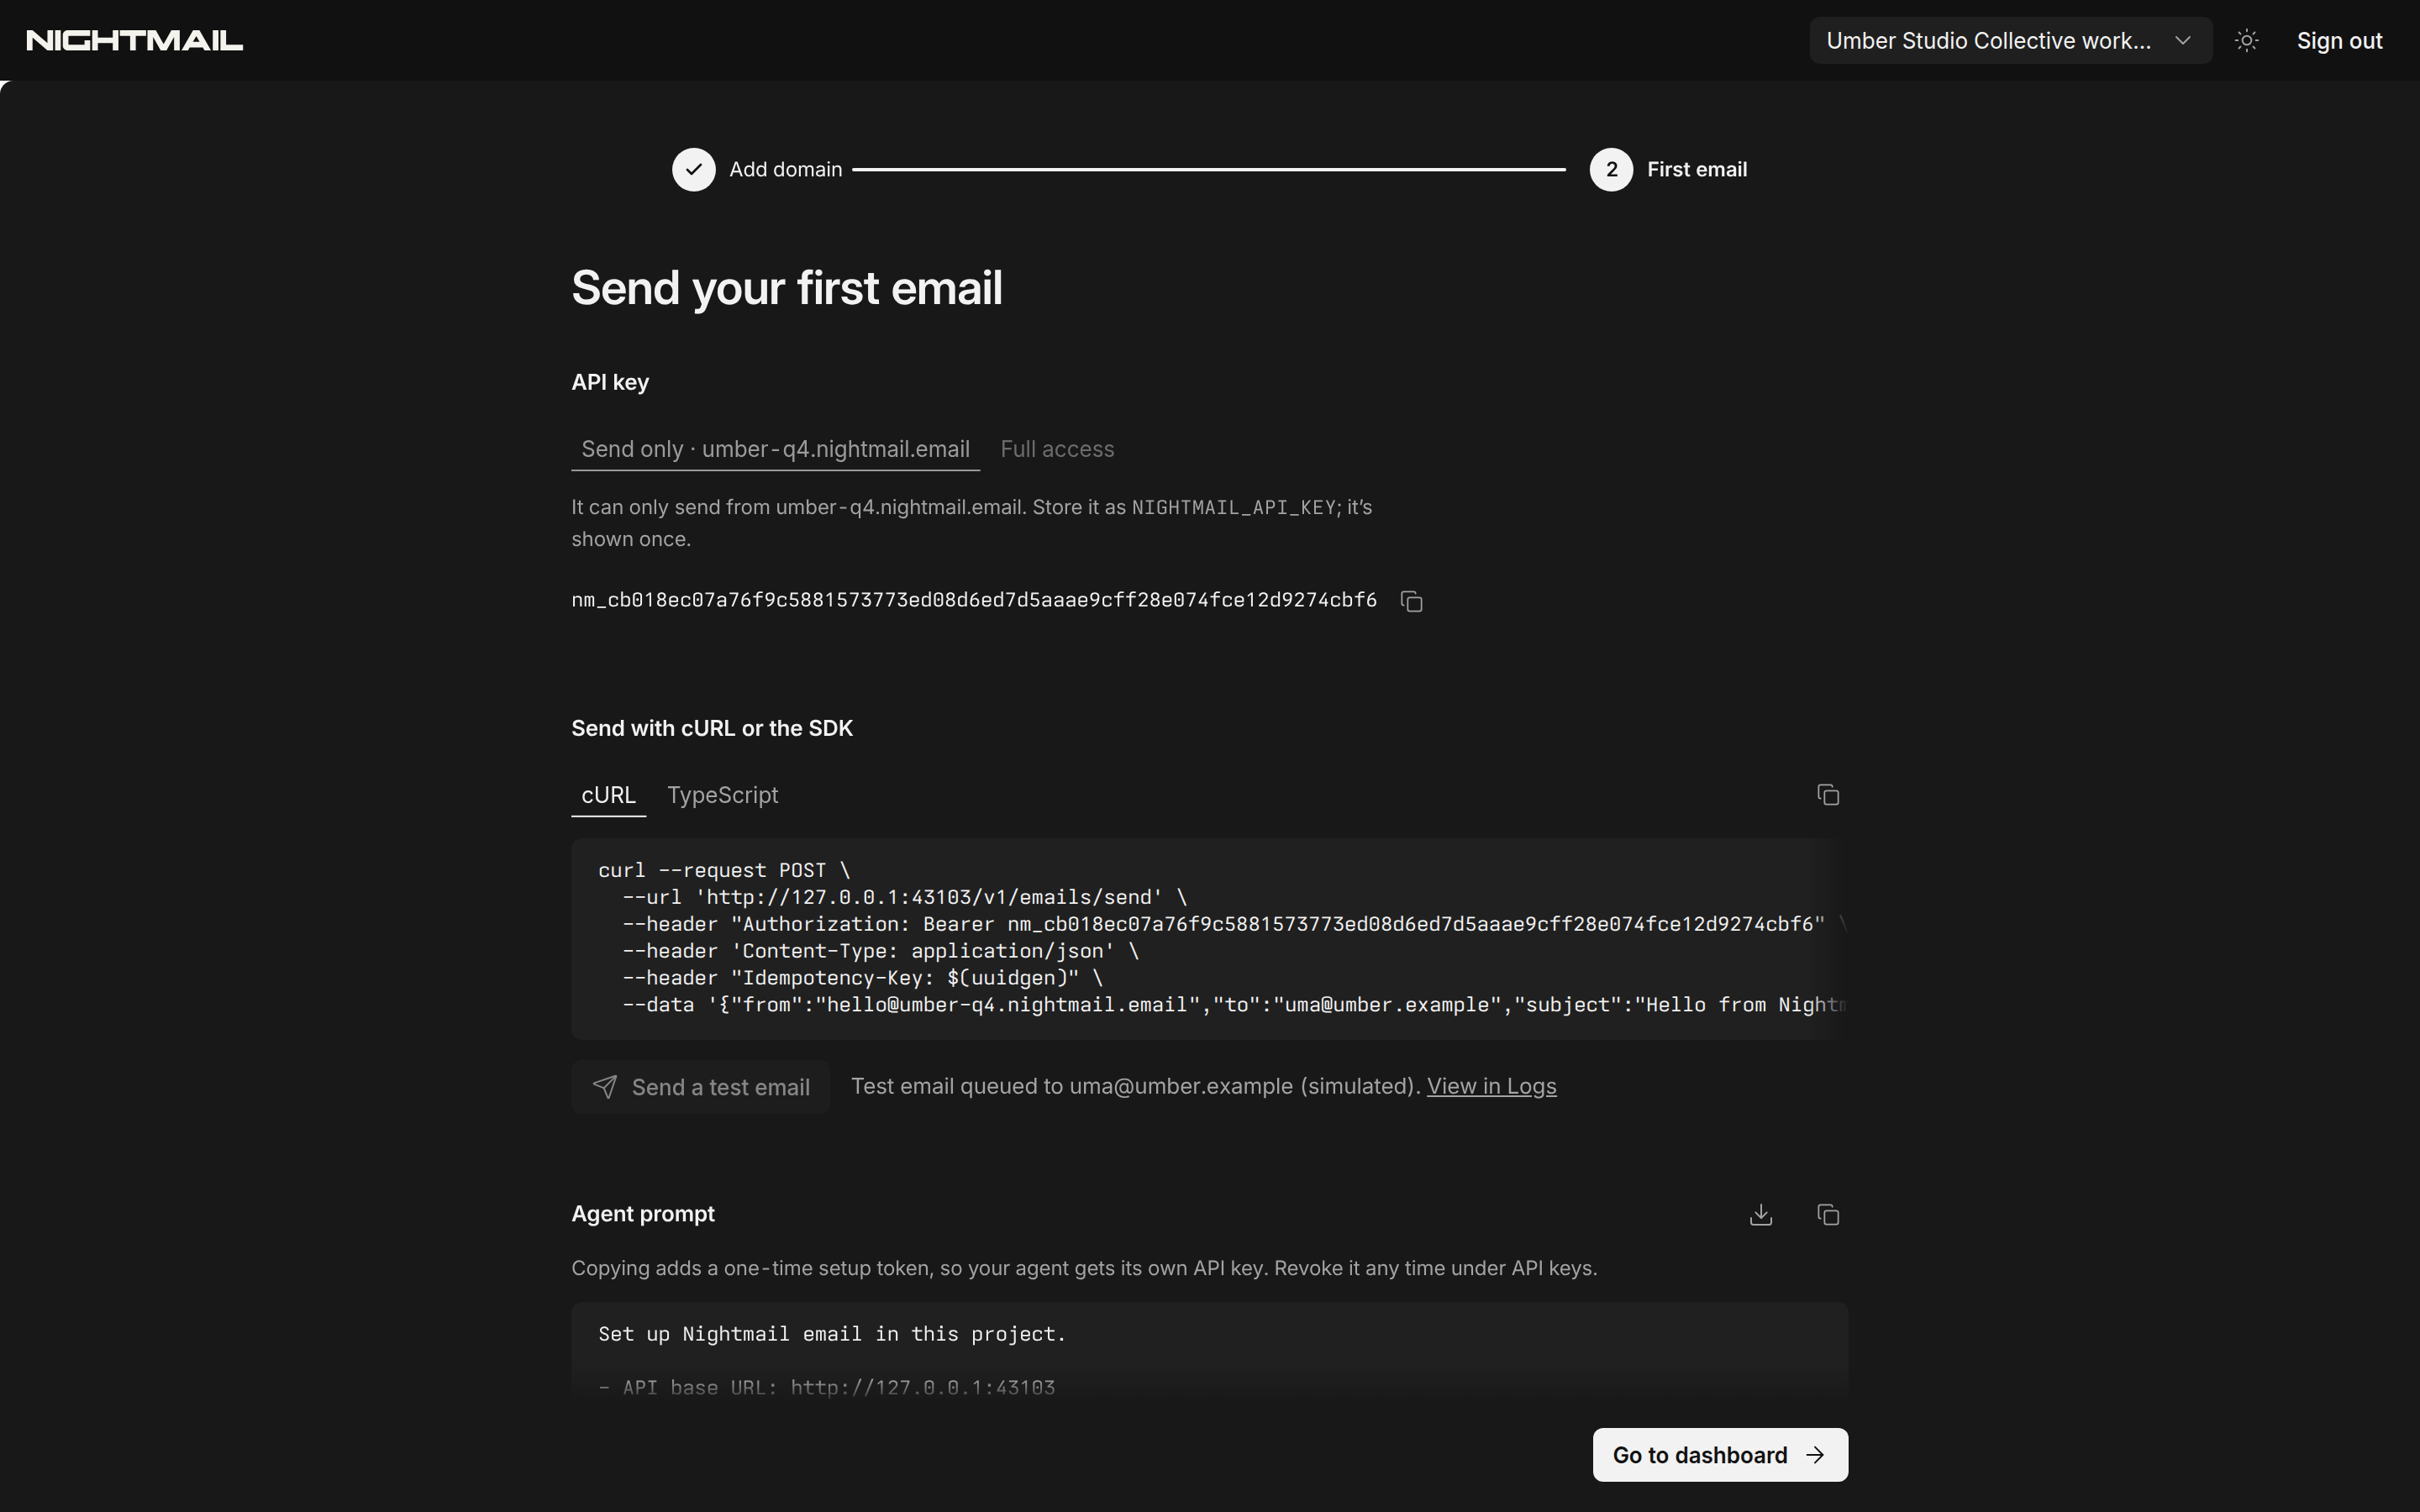 NIGHTMAIL
Umber Studio Collective work...
Sign out
Add domain
2
First email
Send your first email
API key
Send only · umber-q4.nightmail.email
Full access
It can only send from umber-q4.nightmail.email. Store it as NIGHTMAIL_API_KEY; it’s
shown once.
nm_cb018ec07a76f9c5881573773ed08d6ed7d5aaae9cff28e074fce12d9274cbf6
Send with cURL or the SDK
cURL
TypeScript
curl --request POST \
--url 'http://127.0.0.1:43103/v1/emails/send' \
--header "Authorization: Bearer nm_cb018ec07a76f9c5881573773ed08d6ed7d5aaae9cff28e074fce12d9274cbf6" \
--header 'Content-Type: application/json' \
--header "Idempotency-Key: $(uuidgen)" \
--data '{"from":"hello@umber-q4.nightmail.email","to":"uma@umber.example","subject":"Hello from Nightm
Send a test email
Test email queued to uma@umber.example (simulated). View in Logs
Agent prompt
Copying adds a one-time setup token, so your agent gets its own API key. Revoke it any time under API keys.
Set up Nightmail email in this project.
- API base URL: http://127.0.0.1:43103
Go to dashboard